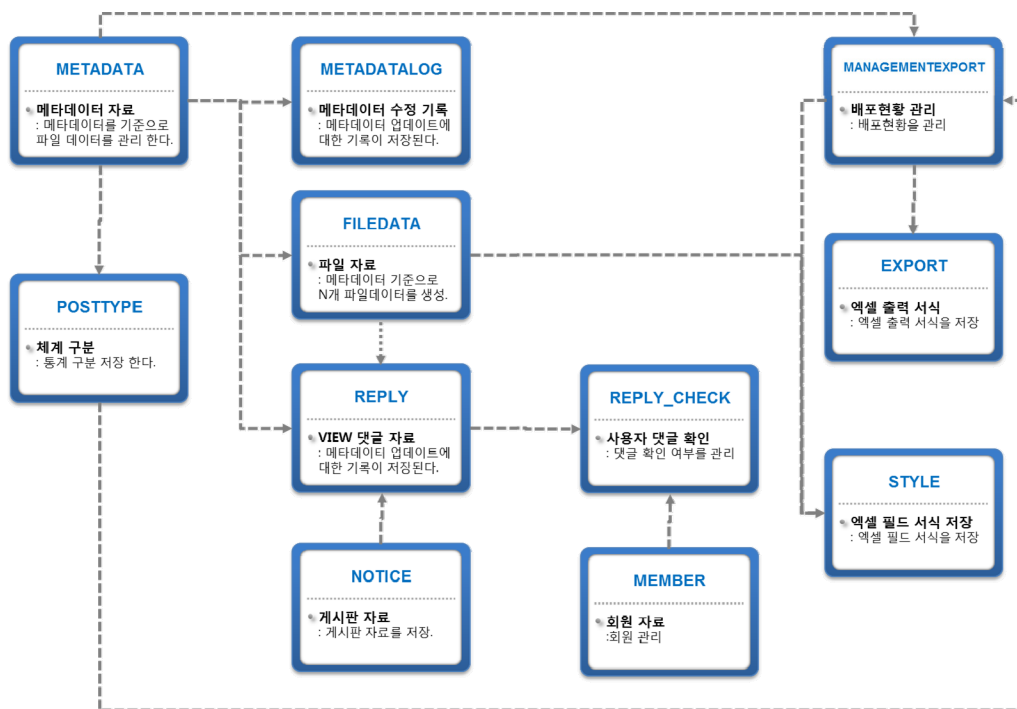 METADATA
메타데이터 자료
: 메타데이터를 기준으로
파일 데이터를 관리 한다.
METADATALOG
메타데이터 수정 기록
: 메타데이터 업데이트에
대한 기록이 저장된다.
MANAGEMENTEXPORT
배포현황 관리
: 배포현황을 관리
FILEDATA
파일 자료
: 메타데이터 기준으로
N개 파일데이터를 생성.
EXPORT
엑셀 출력 서식
: 엑셀 출력 서식을 저장
POSTTYPE
체계 구분
: 통계 구분 저장 한다.
REPLY
VIEW 댓글 자료
: 메타데이티 업데이트에
대한 기록이 저징된다.
REPLY_CHECK
사용자 댓글 확인
: 댓글 확인 여부를 관리
STYLE
엑셀 필드 서식 저장
: 엑셀 필드 서식을 저장
NOTICE
게시판 자료
: 게시판 자료를 저장.
MEMBER
회원 자료
:회원 관리